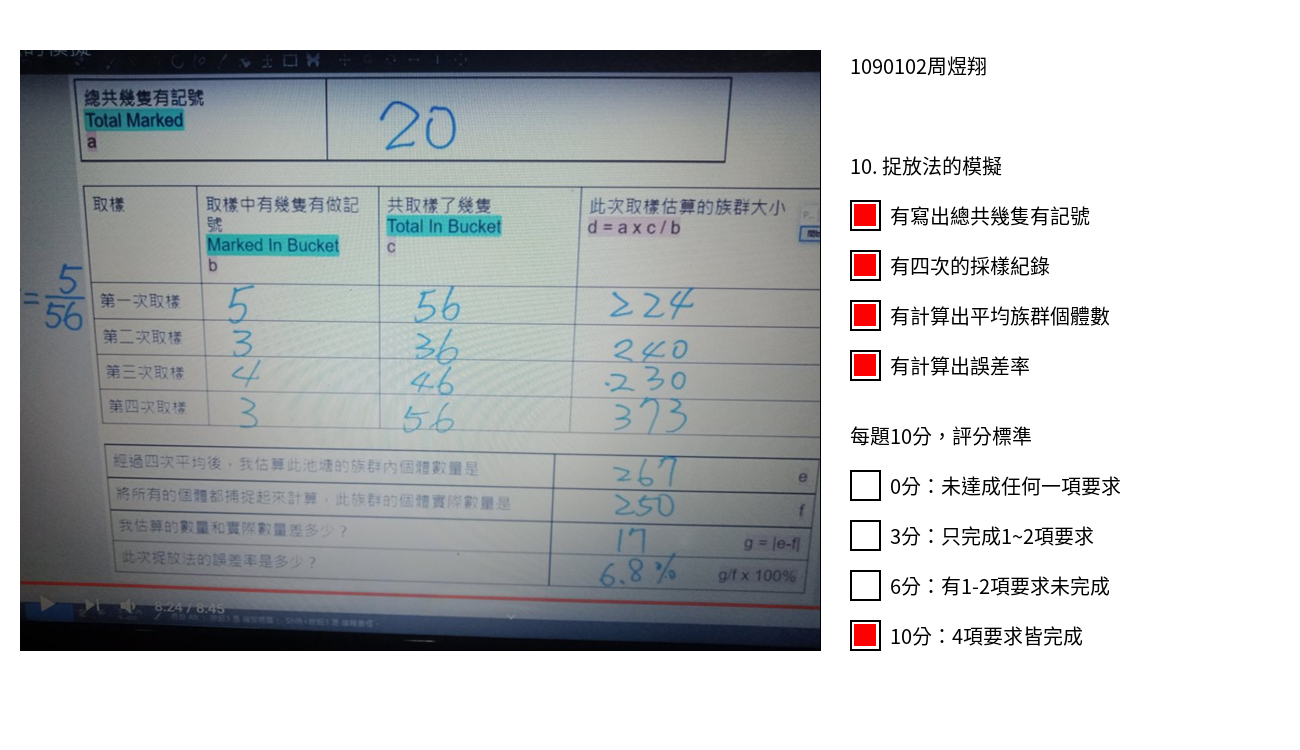 總共幾隻有記號
Total Marked
a
20
取樣
取樣中有幾隻有做記
號
Marked In Bucket
b
共取樣了幾隻
Total In Bucket
c
此次取樣估算的族群大小
d = a x c / b
= 5/56
第一次取樣 5 56 224
第二次取樣 3 36 240
第三次取樣 4 46 230
第四次取樣 3 56 373
經過四次平均後,我估算此池塘的族群內個體數量是 267 e
將所有的個體都捕捉起來計算,此族群的個體實際數量是 250 f
我估算的數量和實際數量差多少? 17 g = |e-f|
此次捉放法的誤差率是多少? 6.8% g/f x 100%
8:24 / 8:45
1090102周煜翔
10. 捉放法的模擬
有寫出總共幾隻有記號
有四次的採樣紀錄
有計算出平均族群個體數
有計算出誤差率
每題10分,評分標準
0分:未達成任何一項要求
3分:只完成1~2項要求
6分:有1-2項要求未完成
10分:4項要求皆完成